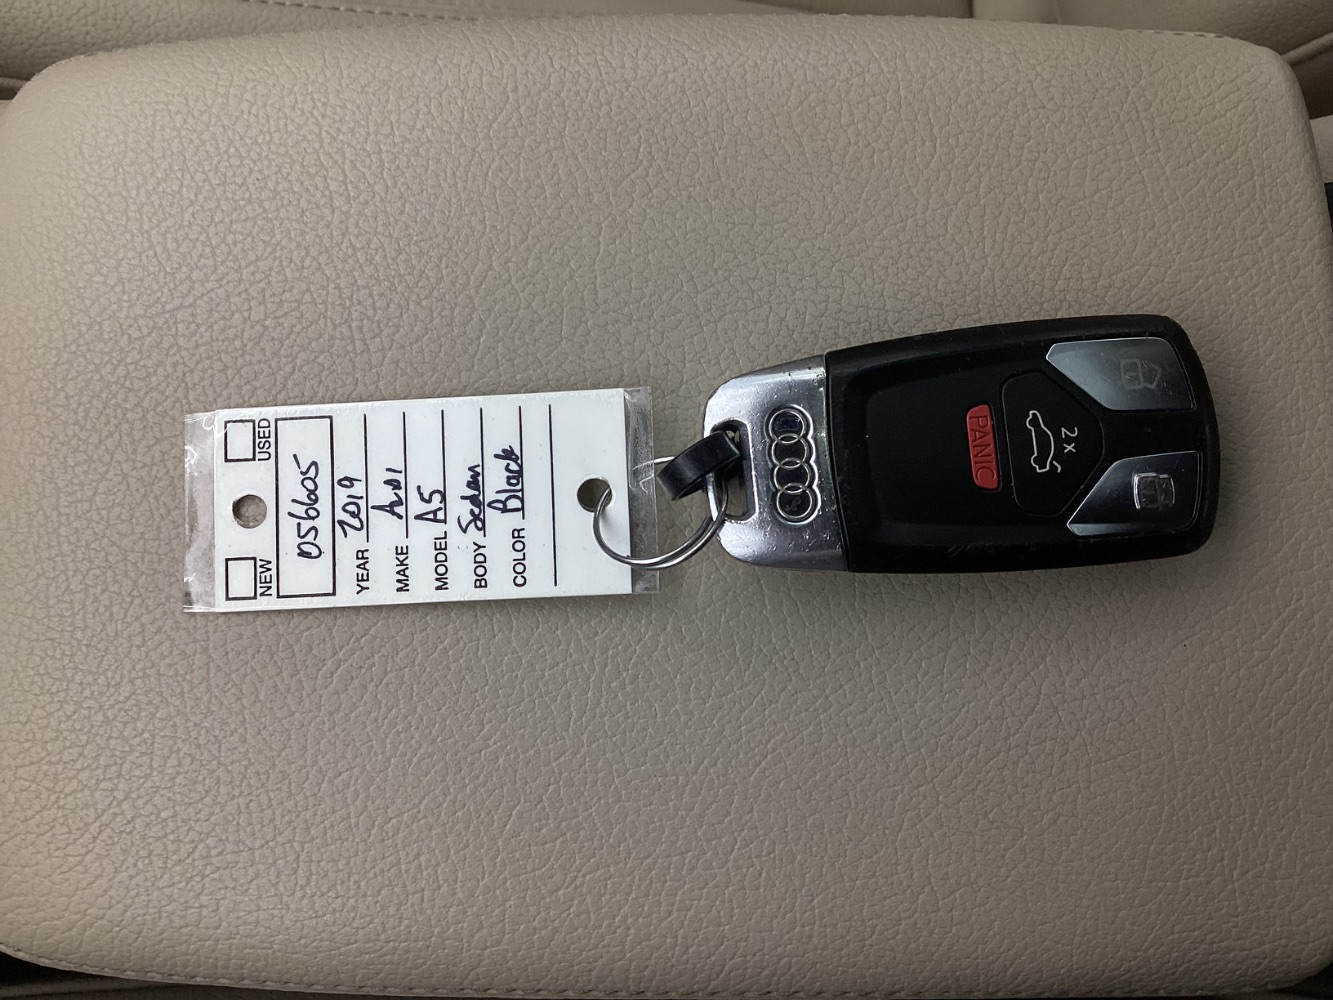 NEW USED
056605
YEAR 2019
MAKE Audi
MODEL A5
BODY Sedan
COLOR Black
PANIC
2x